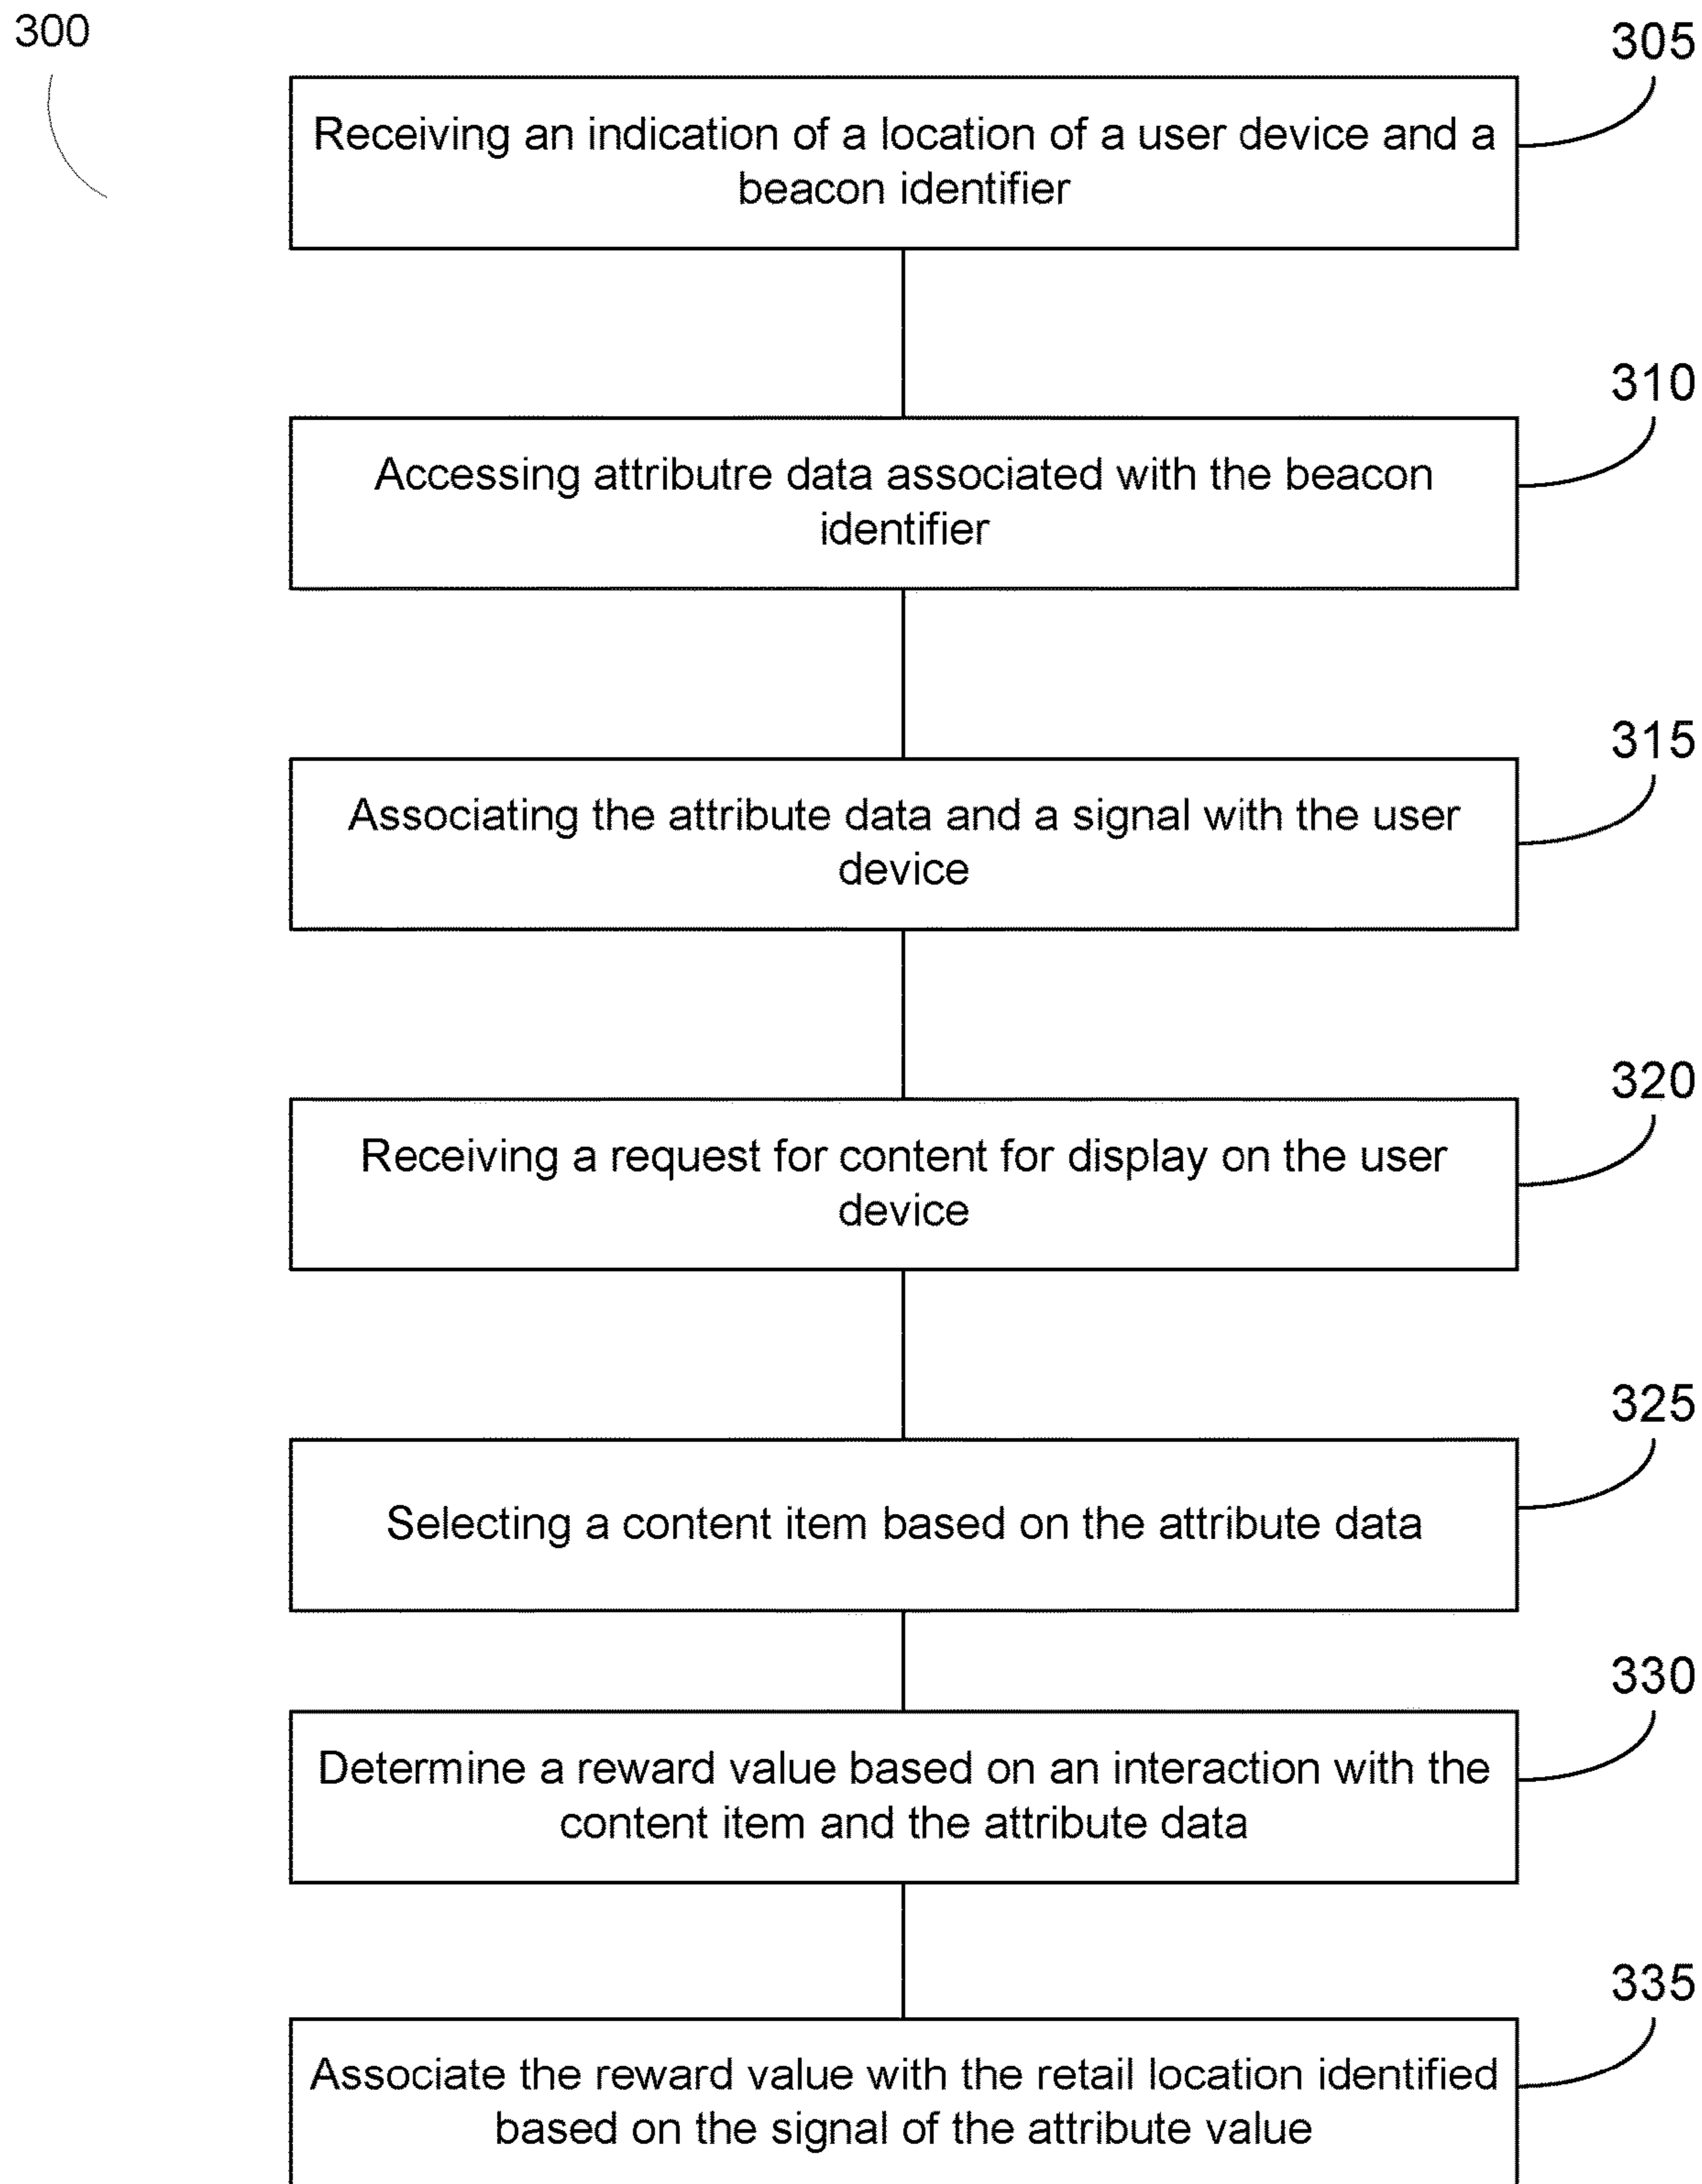 300
305
Receiving an indication of a location of a user device and a
beacon identifier
310
Accessing attributre data associated with the beacon
identifier
315
Associating the attribute data and a signal with the user
device
320
Receiving a request for content for display on the user
device
325
Selecting a content item based on the attribute data
330
Determine a reward value based on an interaction with the
content item and the attribute data
335
Associate the reward value with the retail location identified
based on the signal of the attribute value